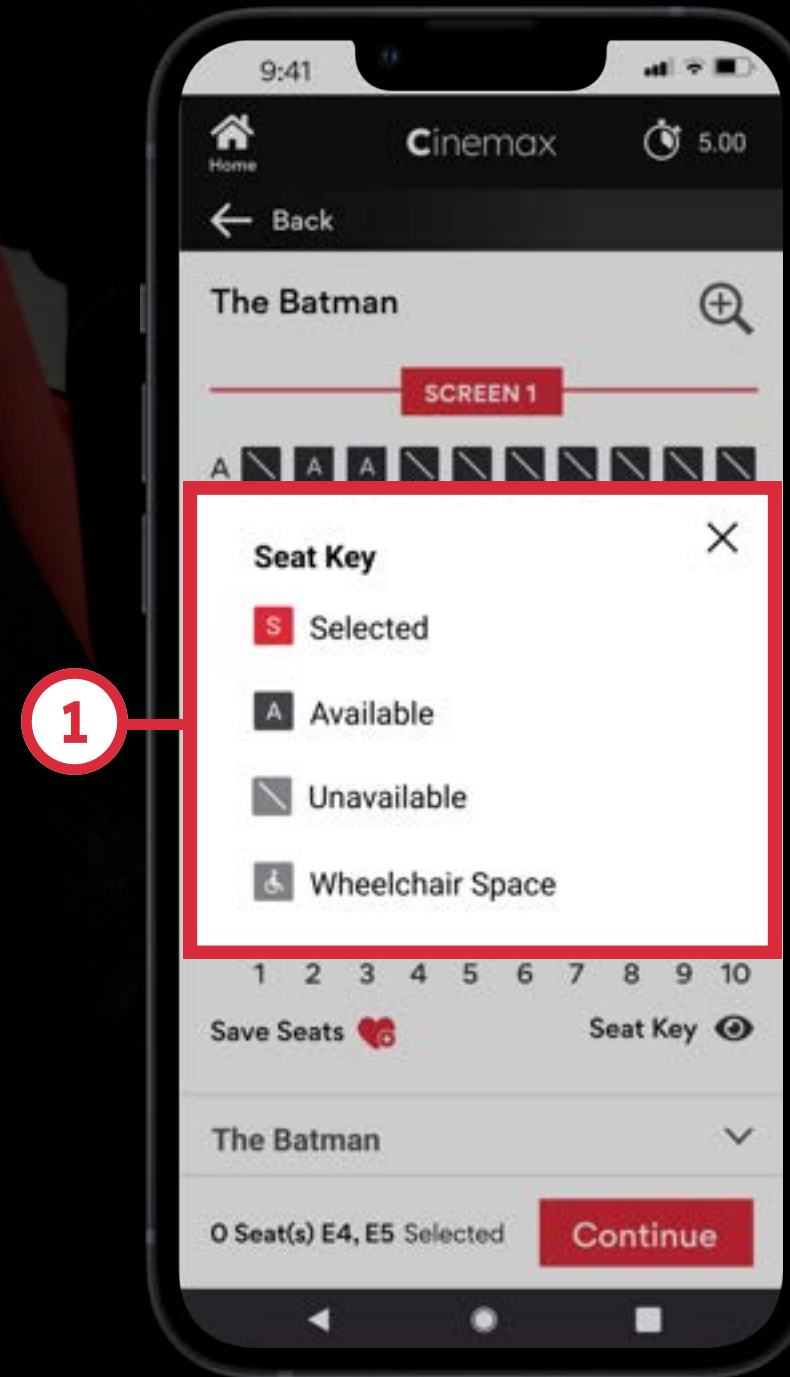 9:41
Home
Cinemax
5.00
Back
The Batman
SCREEN 1
A A A
Seat Key
S Selected
A Available
Unavailable
Wheelchair Space
1
1 2 3 4 5 6 7 8 9 10
Save Seats
Seat Key
The Batman
0 Seat(s) E4, E5 Selected
Continue